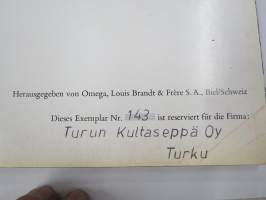 Herausgegeben von Omega, Louis Brandt & Frère S. A., Biel/Schweiz
Dieses Exemplar Nr. 143 ist reserviert für die Firma:
Turun Kultaseppä Oy
Turku